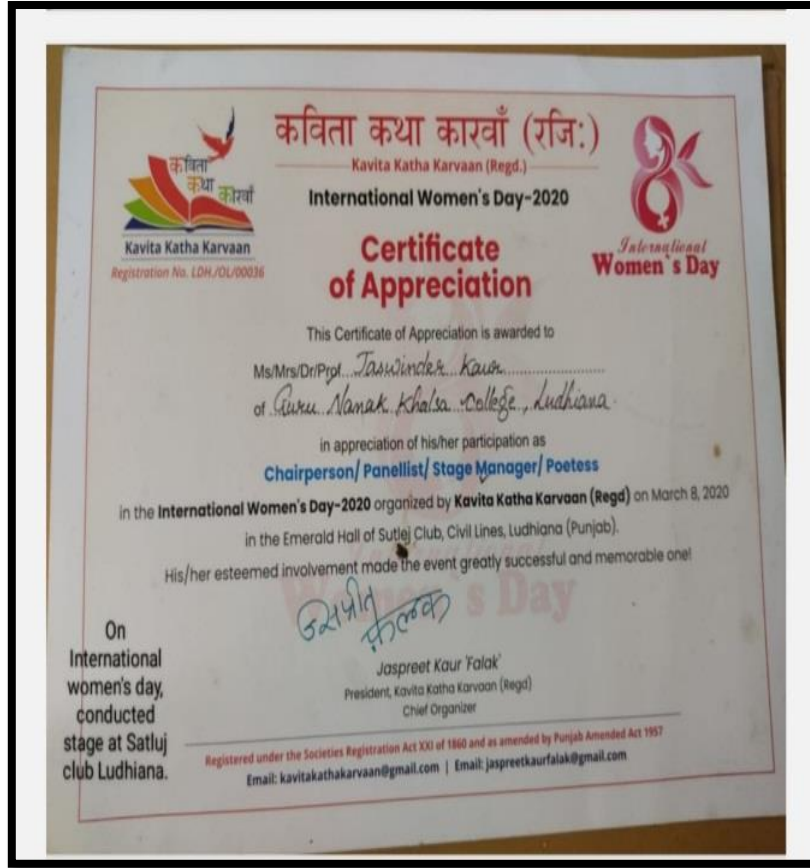 कविता कथा कारवाँ (रजि:)
Kavita Katha Karvaan (Regd.)
International Women's Day-2020
कविता
कथा
कारवाँ
Kavita Katha Karvaan
Registration No. LDH/OL/00036
International
Women`s Day
Certificate
of Appreciation
This Certificate of Appreciation is awarded to
Ms/Mrs/Dr/Prof. Jaswinder Kaur
of Guru Nanak Khalsa College, Ludhiana.
in appreciation of his/her participation as
Chairperson/ Panellist/ Stage Manager/ Poetess
in the International Women's Day-2020 organized by Kavita Katha Karvaan (Regd) on March 8, 2020
in the Emerald Hall of Sutlej Club, Civil Lines, Ludhiana (Punjab).
His/her esteemed involvement made the event greatly successful and memorable one!
International
Women's Day
जसप्रीत
फ़लक
Jaspreet Kaur 'Falak'
President, Kavita Katha Karvaan (Regd)
Chief Organizer
Registered under the Societies Registration Act XXI of 1860 and as amended by Punjab Amended Act 1957
Email: kavitakathakarvaan@gmail.com | Email: jaspreetkaurfalak@gmail.com
On
International
women's day,
conducted
stage at Satluj
club Ludhiana.